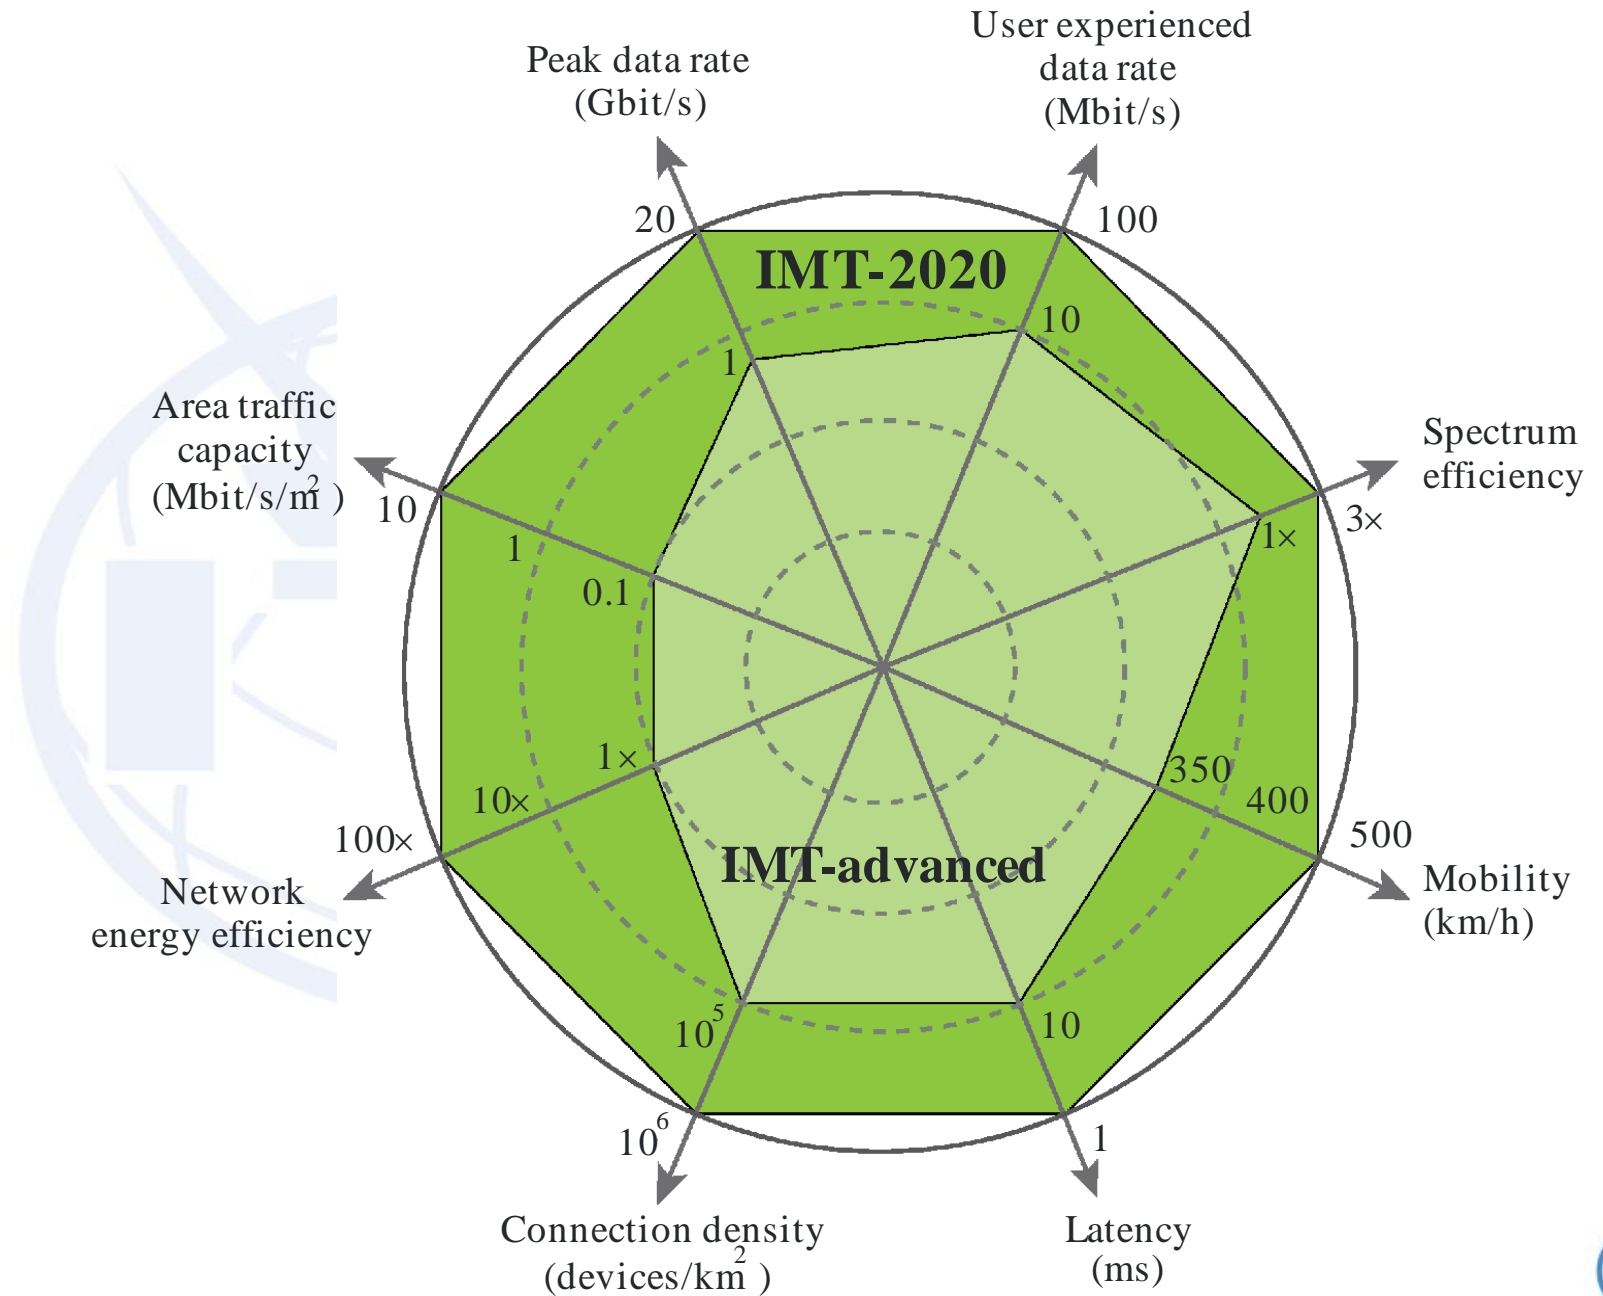 User experienced
data rate
(Mbit/s)
Peak data rate
(Gbit/s)
20
100
IMT-2020
10
1
Area traffic
capacity
(Mbit/s/m²)
10
1
0.1
Spectrum
efficiency
1×
3×
1×
10×
100×
350
400
500
Network
energy efficiency
IMT-advanced
Mobility
(km/h)
10⁵
10
10⁶
1
Connection density
(devices/km²)
Latency
(ms)